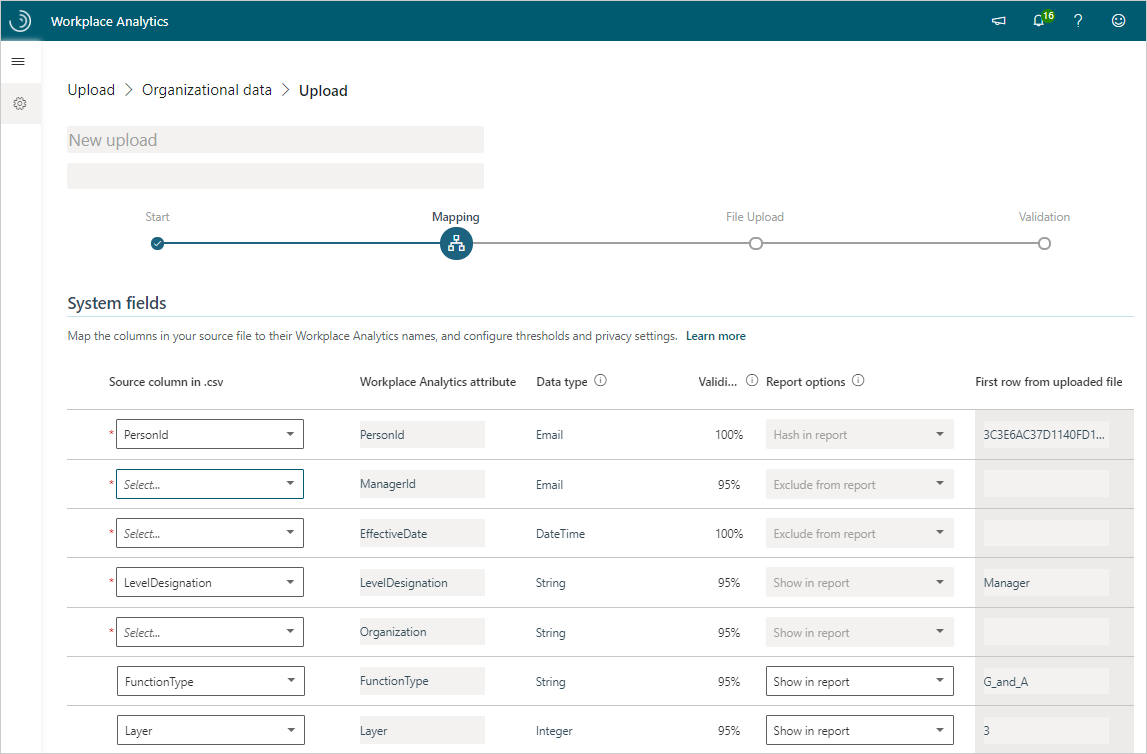 Workplace Analytics
16
?
Upload > Organizational data > Upload
New upload
Start Mapping File Upload Validation
System fields
Map the columns in your source file to their Workplace Analytics names, and configure thresholds and privacy settings. Learn more
Source column in .csv Workplace Analytics attribute Data type Validi... Report options First row from uploaded file
* PersonId PersonId Email 100% Hash in report 3C3E6AC37D1140FD1...
* Select... ManagerId Email 95% Exclude from report
* Select... EffectiveDate DateTime 100% Exclude from report
* LevelDesignation LevelDesignation String 95% Show in report Manager
* Select... Organization String 95% Show in report
FunctionType FunctionType String 95% Show in report G_and_A
Layer Layer Integer 95% Show in report 3